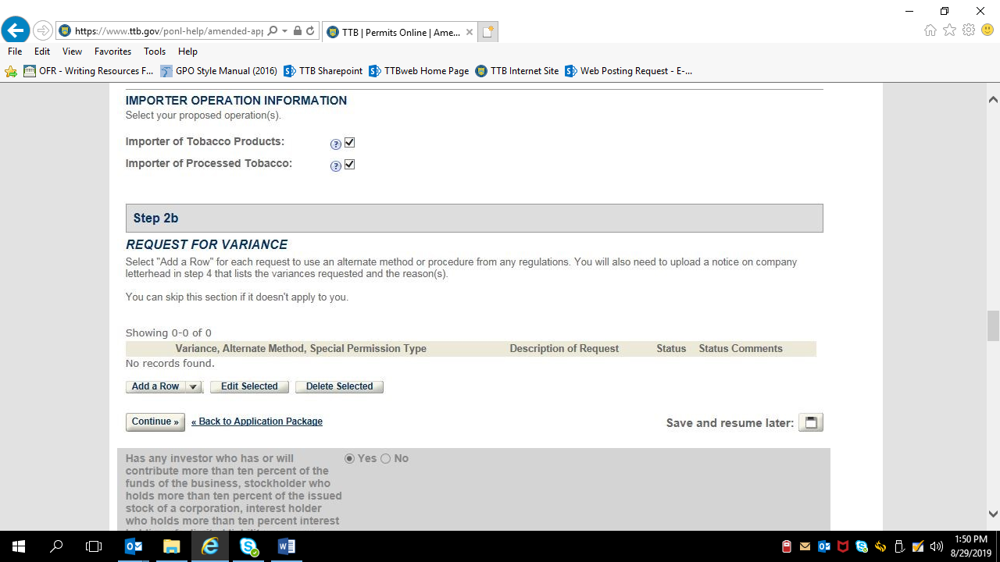 https://www.ttb.gov/ponl-help/amended-app
TTB | Permits Online | Ame...
File Edit View Favorites Tools Help
OFR - Writing Resources F... GPO Style Manual (2016) TTB Sharepoint TTBweb Home Page TTB Internet Site Web Posting Request - E-...
IMPORTER OPERATION INFORMATION
Select your proposed operation(s).
Importer of Tobacco Products:
Importer of Processed Tobacco:
Step 2b
REQUEST FOR VARIANCE
Select "Add a Row" for each request to use an alternate method or procedure from any regulations. You will also need to upload a notice on company
letterhead in step 4 that lists the variances requested and the reason(s).
You can skip this section if it doesn't apply to you.
Showing 0-0 of 0
Variance, Alternate Method, Special Permission Type Description of Request Status Status Comments
No records found.
Add a Row Edit Selected Delete Selected
Continue » « Back to Application Package Save and resume later:
Has any investor who has or will Yes No
contribute more than ten percent of the
funds of the business, stockholder who
holds more than ten percent of the issued
stock of a corporation, interest holder
who holds more than ten percent interest
1:50 PM
8/29/2019